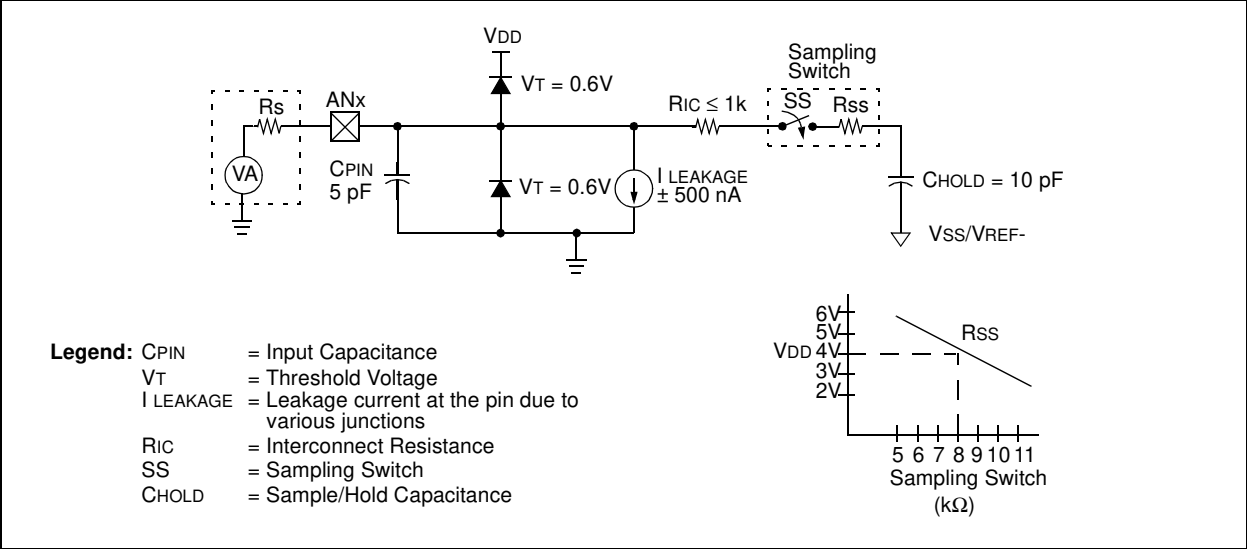 VDD
Sampling
Switch
VT = 0.6V
Rs
ANx
RIC ≤ 1k
SS
RSS
VA
CPIN
5 pF
VT = 0.6V
I LEAKAGE
± 500 nA
CHOLD = 10 pF
VSS/VREF-
6V
5V
VDD 4V
3V
2V
RSS
5 6 7 8 9 10 11
Sampling Switch
(kΩ)
Legend: CPIN = Input Capacitance
VT = Threshold Voltage
I LEAKAGE = Leakage current at the pin due to
various junctions
RIC = Interconnect Resistance
SS = Sampling Switch
CHOLD = Sample/Hold Capacitance